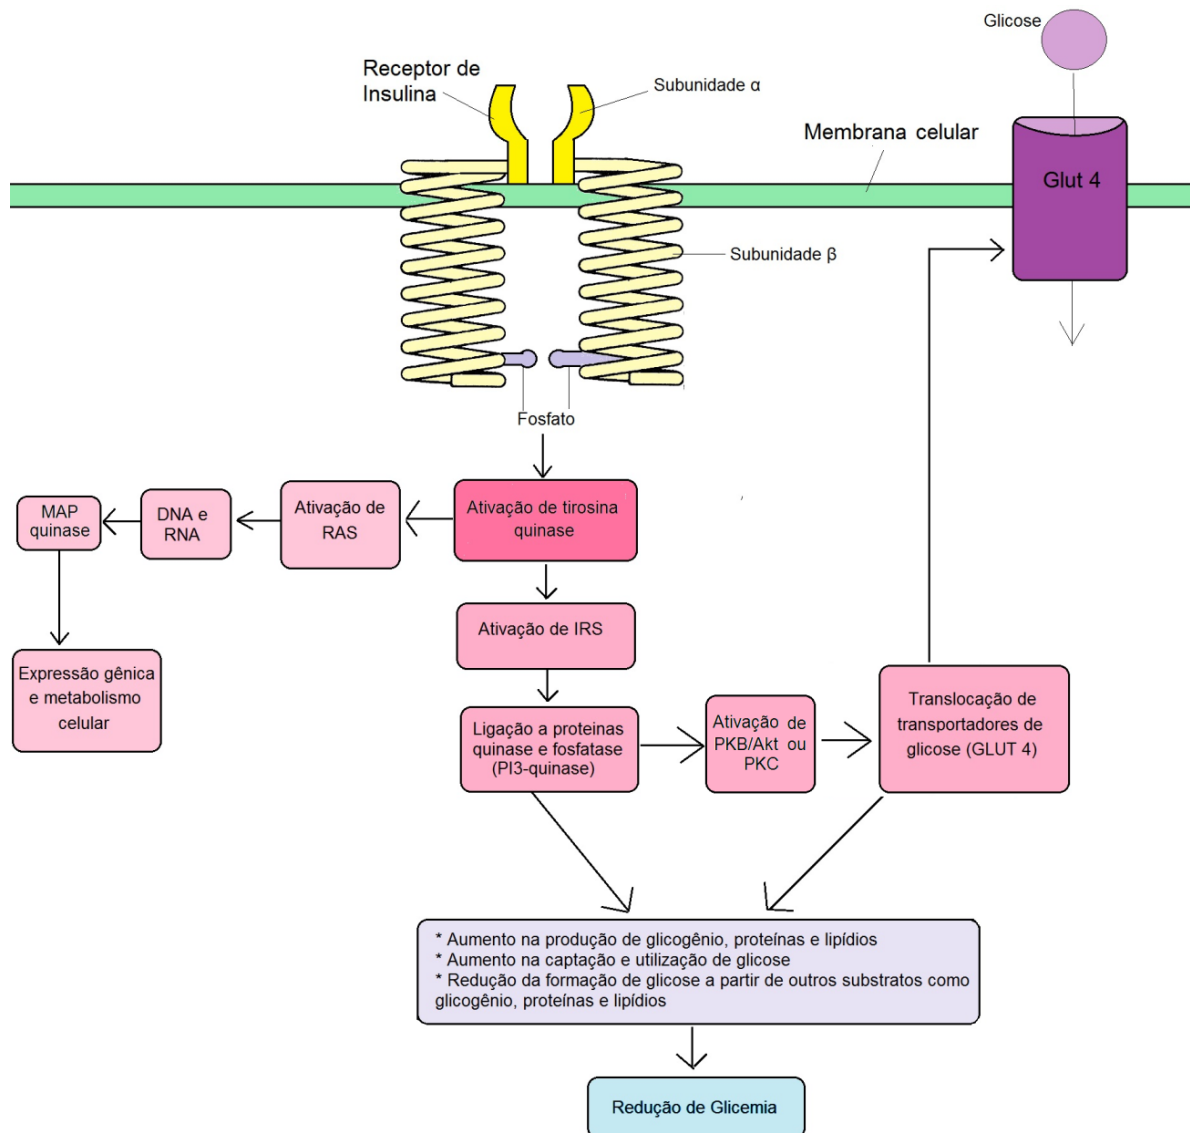 Glicose
Receptor de
Insulina
Subunidade α
Membrana celular
Glut 4
Subunidade β
Fosfato
MAP
quinase
DNA e
RNA
Ativação de
RAS
Ativação de tirosina
quinase
Ativação de IRS
Expressão gênica
e metabolismo
celular
Ligação a proteinas
quinase e fosfatase
(PI3-quinase)
Ativação de
PKB/Akt ou
PKC
Translocação de
transportadores de
glicose (GLUT 4)
* Aumento na produção de glicogênio, proteínas e lipídios
* Aumento na captação e utilização de glicose
* Redução da formação de glicose a partir de outros substratos como
glicogênio, proteínas e lipídios
Redução de Glicemia